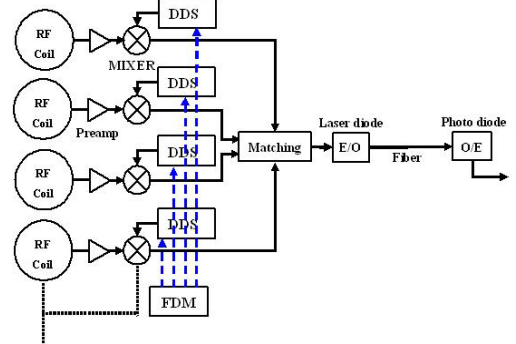 DDS
RF
Coil
MIXER
DDS
RF
Coil
Preamp
Laser diode
Photo diode
Matching
E/O
O/E
Fiber
DDS
RF
Coil
DDS
RF
Coil
FDM